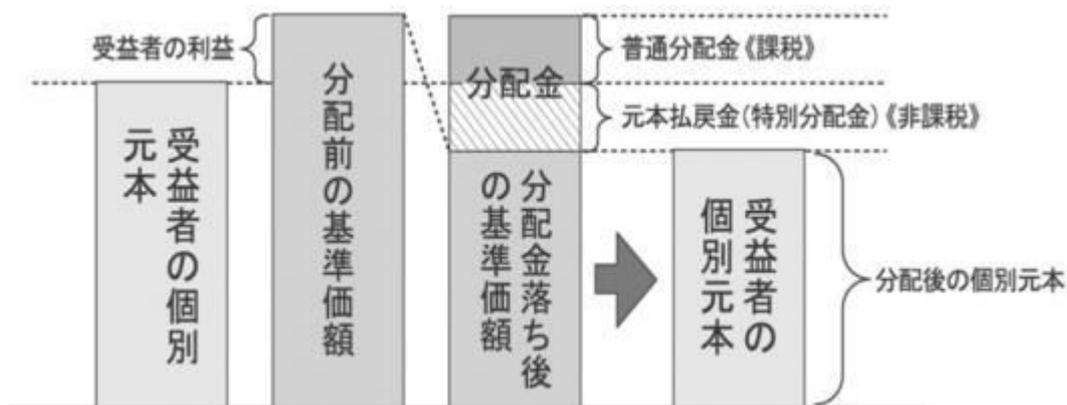 受益者の利益
受益者の個別
元本
分配前の基準価額
分配金
分配金落ち後
の基準価額
普通分配金《課税》
元本払戻金(特別分配金)《非課税》
受益者の
個別元本
分配後の個別元本